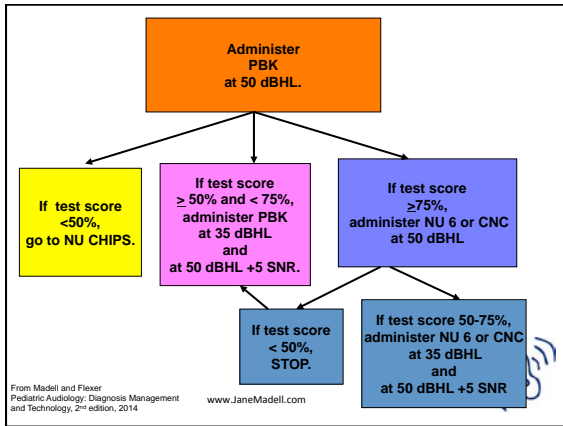 Administer
PBK
at 50 dBHL.
If test score
<50%,
go to NU CHIPS.
If test score
≥ 50% and < 75%,
administer PBK
at 35 dBHL
and
at 50 dBHL +5 SNR.
If test score
≥75%,
administer NU 6 or CNC
at 50 dBHL
If test score
< 50%,
STOP.
If test score 50-75%,
administer NU 6 or CNC
at 35 dBHL
and
at 50 dBHL +5 SNR
From Madell and Flexer
Pediatric Audiology: Diagnosis Management
and Technology, 2nd edition, 2014
www.JaneMadell.com